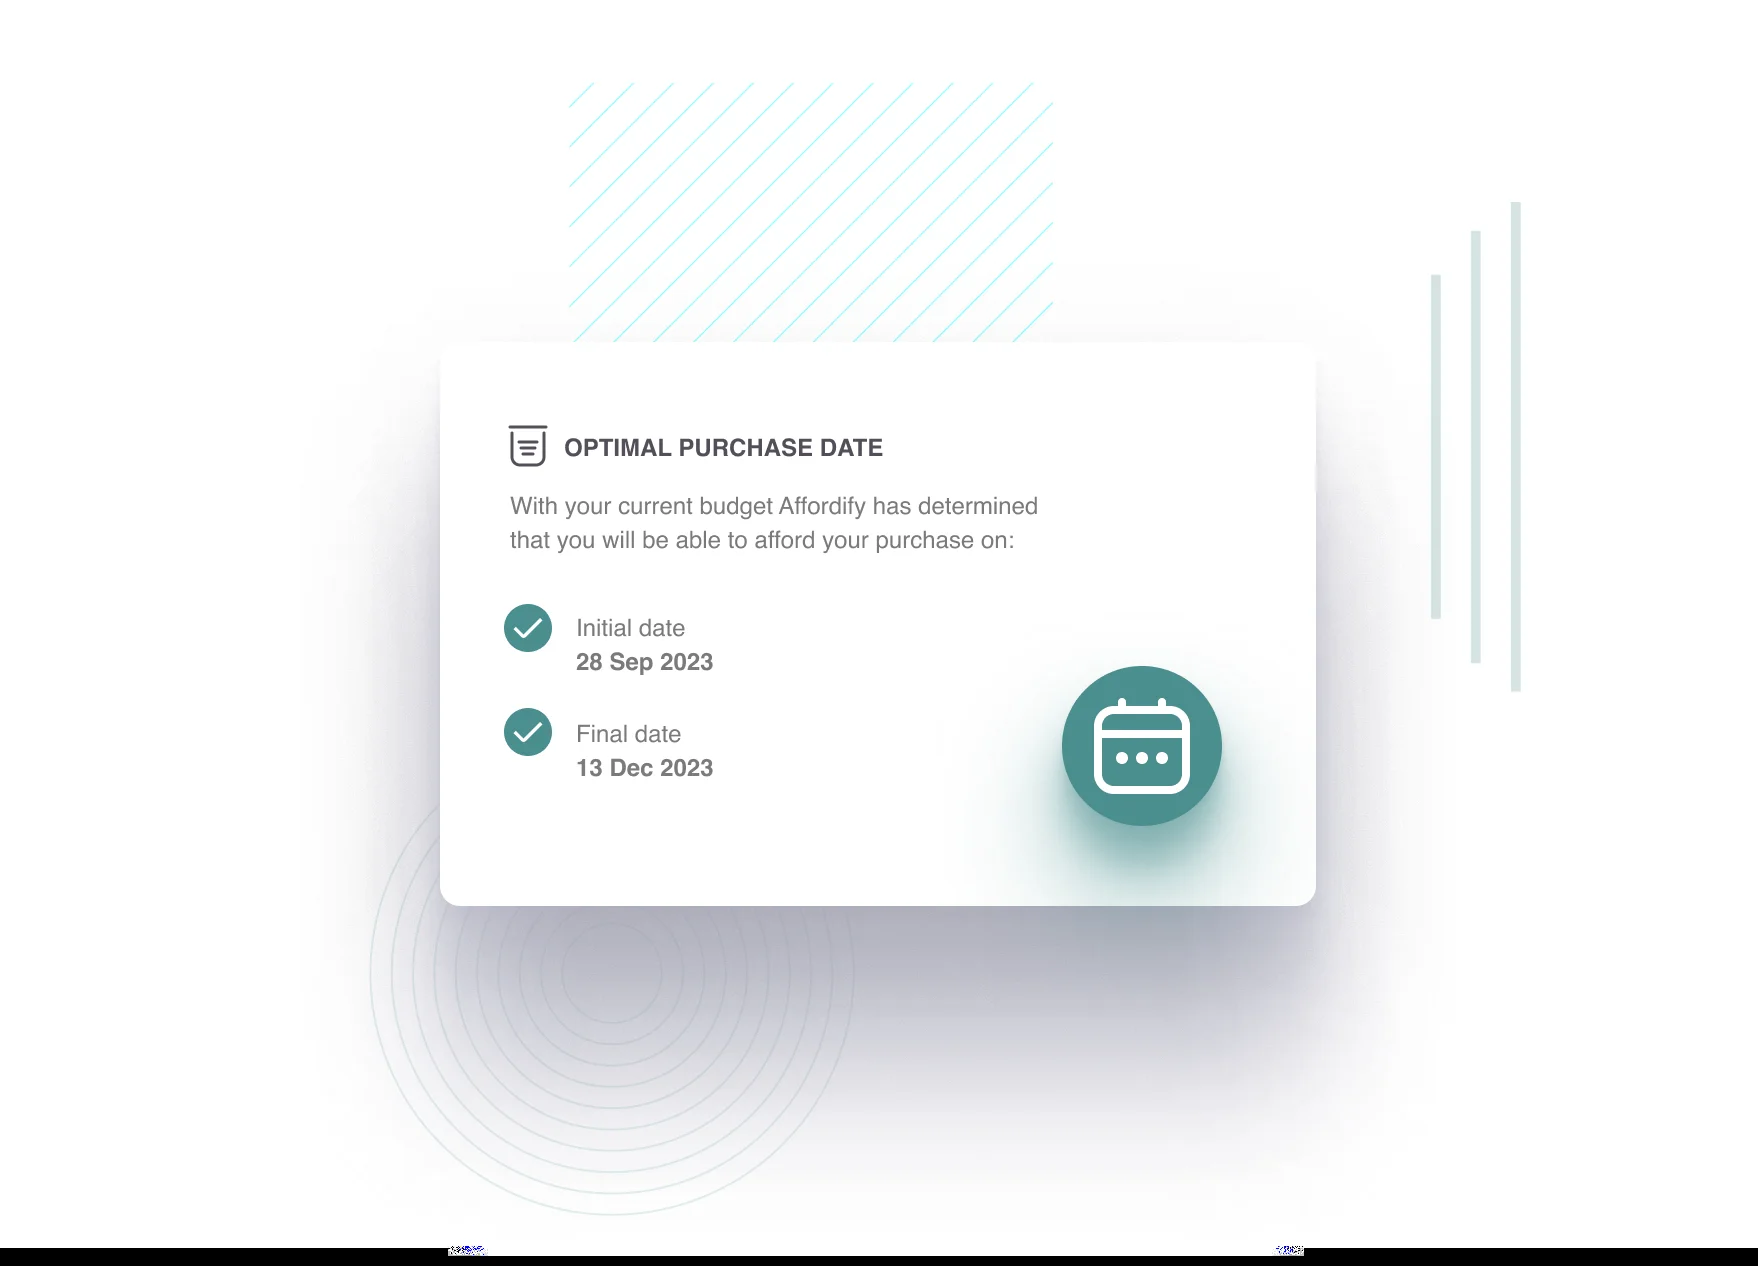 OPTIMAL PURCHASE DATE
With your current budget Affordify has determined
that you will be able to afford your purchase on:
Initial date
28 Sep 2023
Final date
13 Dec 2023